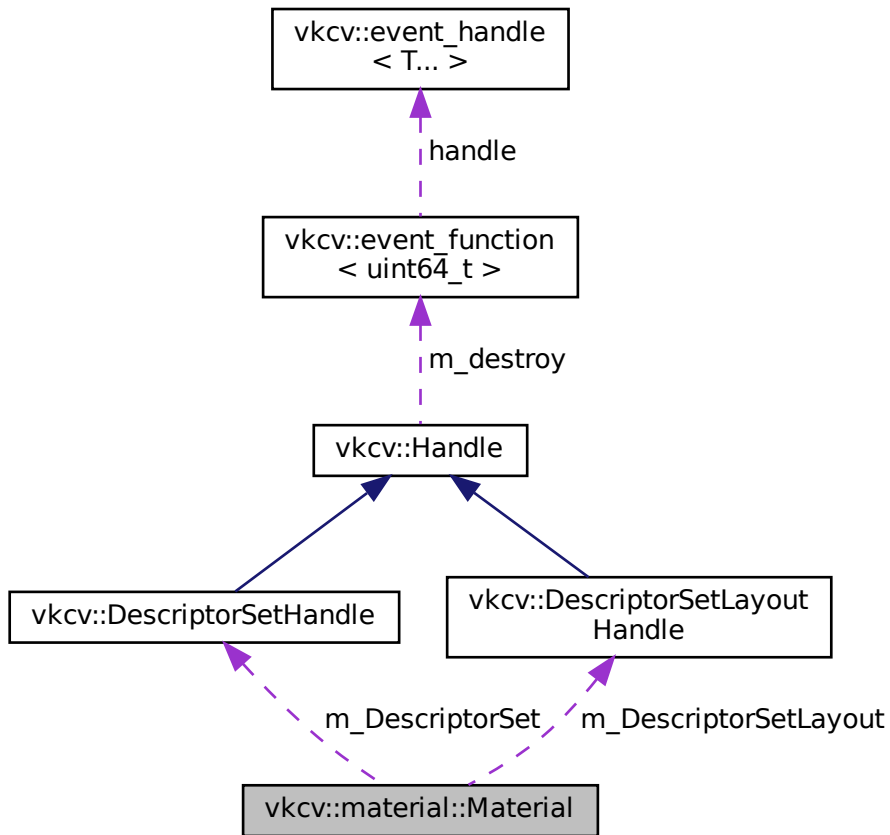 vkcv::event_handle
< T... >
handle
vkcv::event_function
< uint64_t >
m_destroy
vkcv::Handle
vkcv::DescriptorSetHandle
vkcv::DescriptorSetLayout
Handle
m_DescriptorSet
m_DescriptorSetLayout
vkcv::material::Material